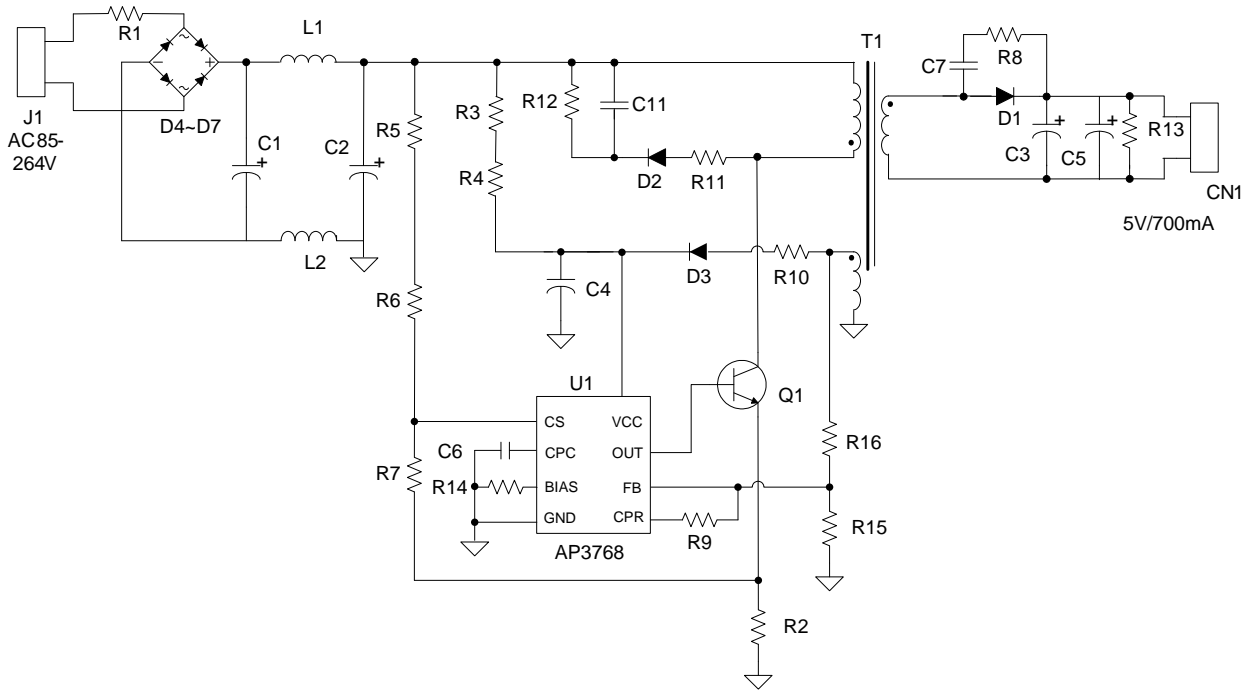 R1
L1
T1
R8
C7
J1
AC85-
264V
D4~D7
C1
C2
R5
R3
R12
C11
D1
C3
C5
R13
R4
D2
R11
CN1
5V/700mA
L2
D3
R10
C4
R6
U1
Q1
CS
VCC
C6
CPC
OUT
R16
R7
R14
BIAS
FB
GND
CPR
R9
R15
AP3768
R2